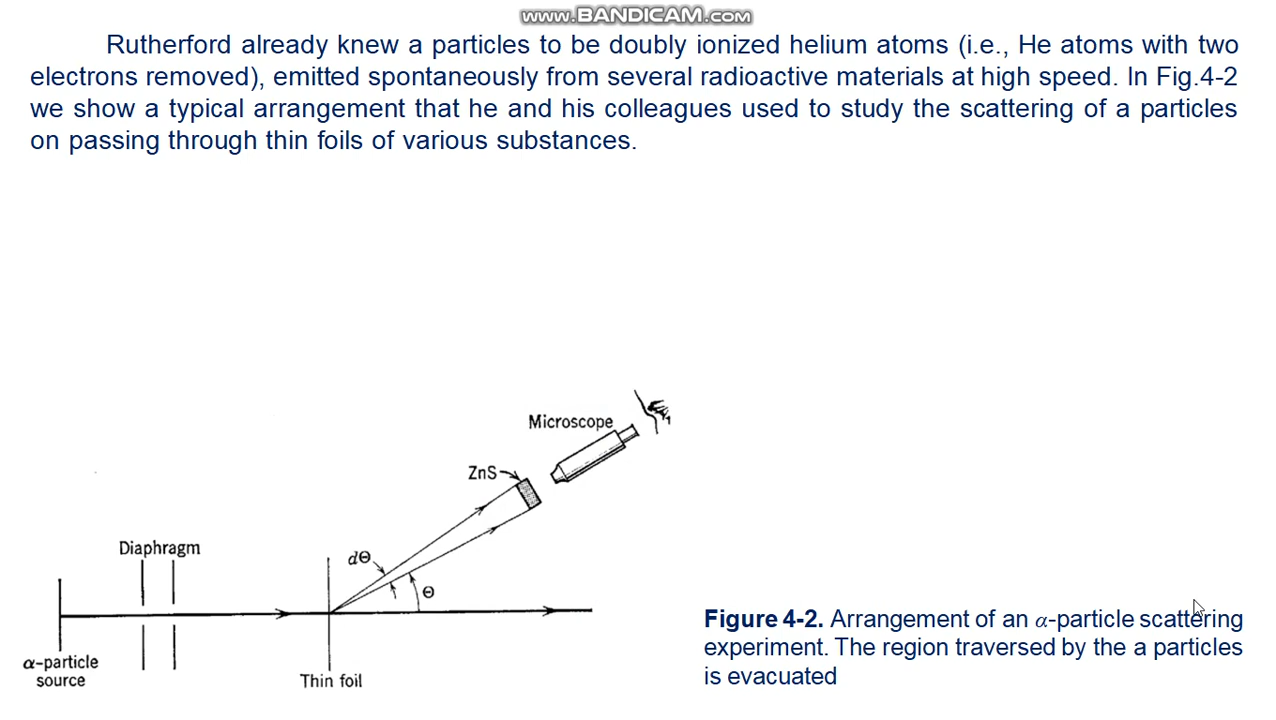 www.BANDICAM.com
Rutherford already knew a particles to be doubly ionized helium atoms (i.e., He atoms with two
electrons removed), emitted spontaneously from several radioactive materials at high speed. In Fig.4-2
we show a typical arrangement that he and his colleagues used to study the scattering of a particles
on passing through thin foils of various substances.
Microscope
ZnS
Diaphragm
dΘ
Θ
α-particle
source
Thin foil
Figure 4-2. Arrangement of an α-particle scattering
experiment. The region traversed by the a particles
is evacuated